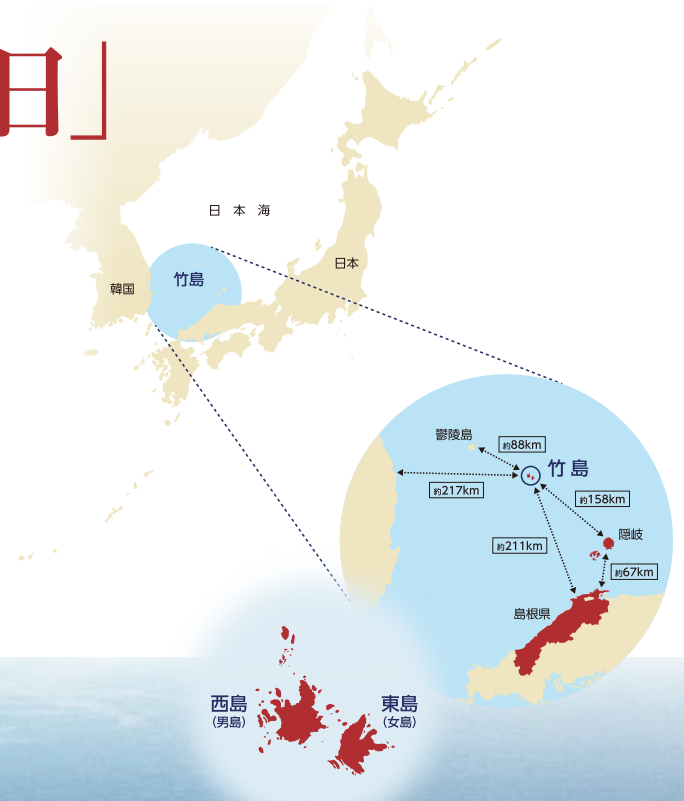 日」
日本海
日本
竹島
韓国
鬱陵島
約88km
竹島
約217km
約158km
約211km
隠岐
約67km
島根県
西島
(男島)
東島
(女島)